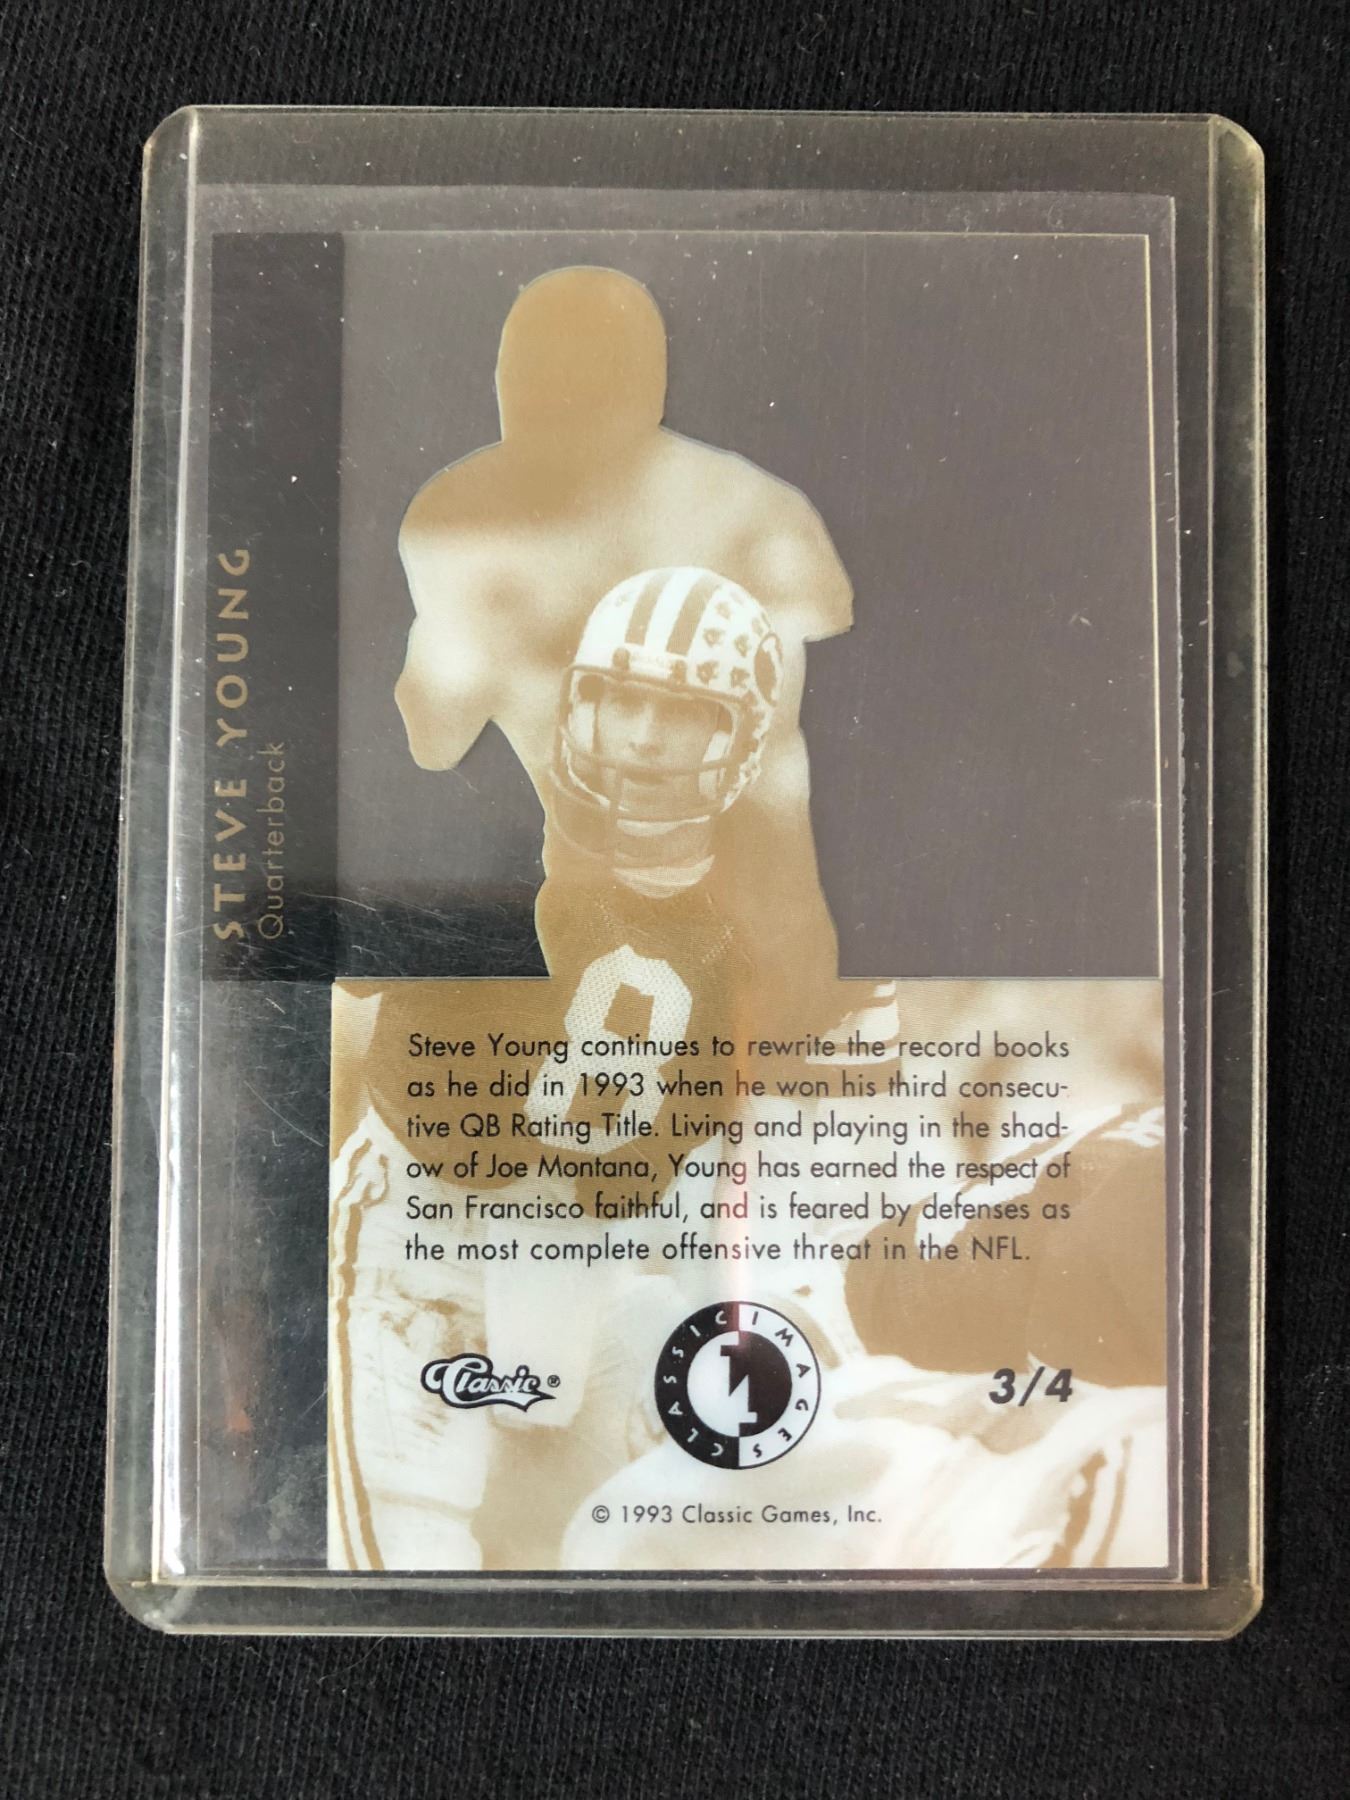 STEVE YOUNG
Quarterback
8
Steve Young continues to rewrite the record books
as he did in 1993 when he won his third consecu-
tive QB Rating Title. Living and playing in the shad-
ow of Joe Montana, Young has earned the respect of
San Francisco faithful, and is feared by defenses as
the most complete offensive threat in the NFL.
Classic ®
CLASSIC IMAGES
3/4
© 1993 Classic Games, Inc.